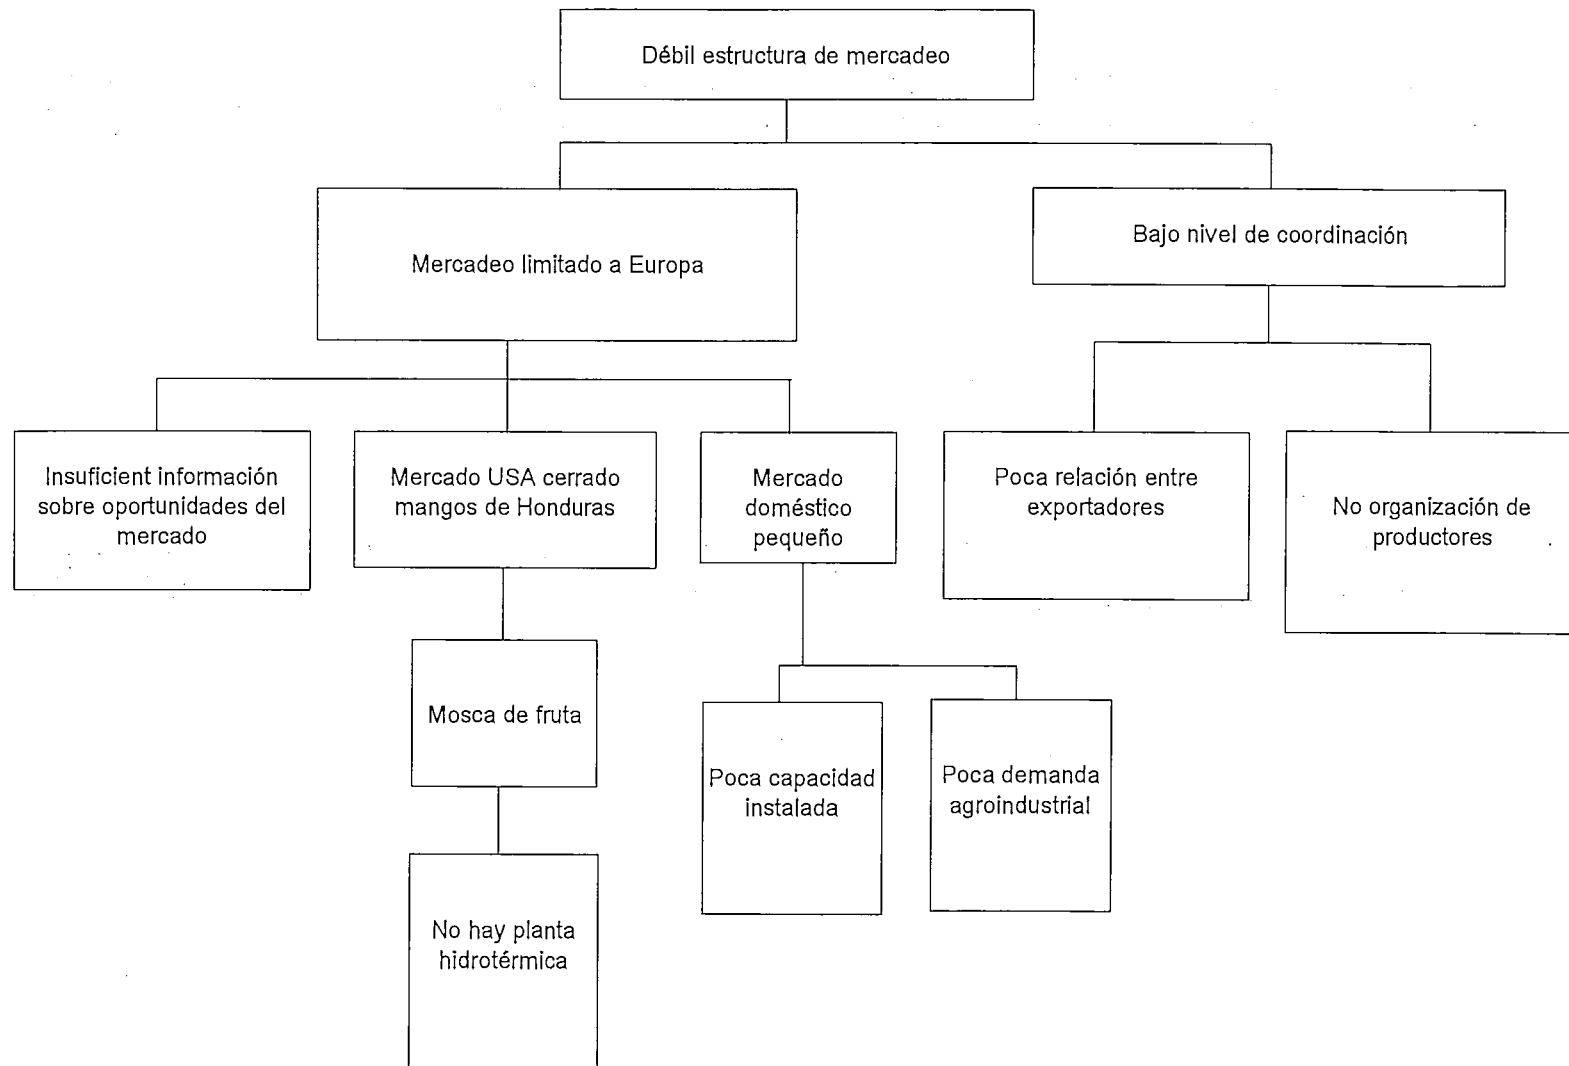 Débil estructura de mercadeo
Mercadeo limitado a Europa
Bajo nivel de coordinación
Insuficient información
sobre oportunidades del
mercado
Mercado USA cerrado
mangos de Honduras
Mercado
doméstico
pequeño
Poca relación entre
exportadores
No organización de
productores
Mosca de fruta
Poca capacidad
instalada
Poca demanda
agroindustrial
No hay planta
hidrotérmica